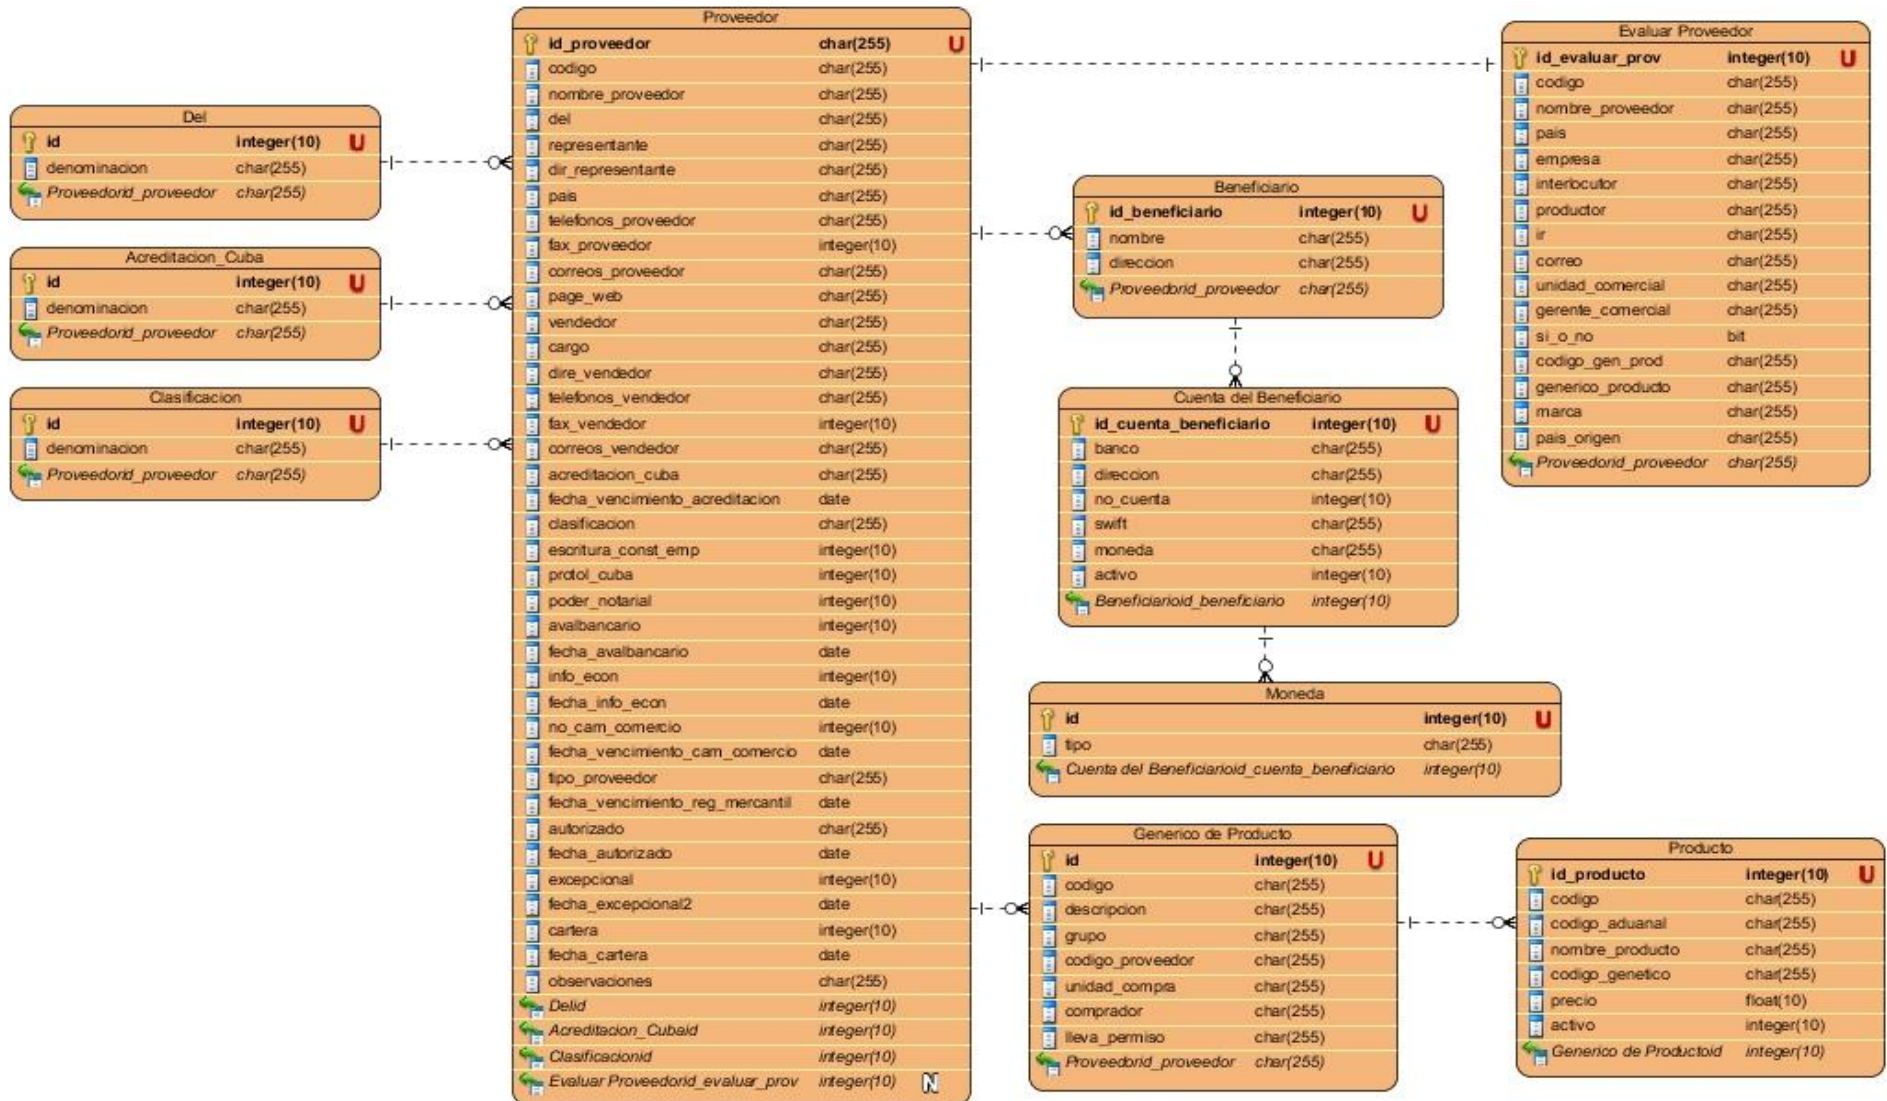 Del
id integer(10) U
denominacion char(255)
Proveedorid_proveedor char(255)
Acreditacion_Cuba
id integer(10) U
denominacion char(255)
Proveedorid_proveedor char(255)
Clasificacion
id integer(10) U
denominacion char(255)
Proveedorid_proveedor char(255)
Proveedor
id_proveedor char(255) U
codigo char(255)
nombre_proveedor char(255)
del char(255)
representante char(255)
dir_representante char(255)
pais char(255)
telefonos_proveedor char(255)
fax_proveedor integer(10)
correos_proveedor char(255)
page_web char(255)
vendedor char(255)
cargo char(255)
dire_vendedor char(255)
telefonos_vendedor char(255)
fax_vendedor integer(10)
correos_vendedor char(255)
acreditacion_cuba char(255)
fecha_vencimiento_acreditacion date
clasificacion char(255)
escritura_const_emp integer(10)
protol_cuba integer(10)
poder_notarial integer(10)
avalbancario integer(10)
fecha_avalbancario date
info_econ integer(10)
fecha_info_econ date
no_cam_comercio integer(10)
fecha_vencimiento_cam_comercio date
tipo_proveedor char(255)
fecha_vencimiento_reg_mercantil date
autorizado char(255)
fecha_autorizado date
excepcional integer(10)
fecha_excepcional2 date
cartera integer(10)
fecha_cartera date
observaciones char(255)
Delid integer(10)
Acreditacion_Cubaid integer(10)
Clasificacionid integer(10)
Evaluar Proveedorid_evaluar_prov integer(10) N
Beneficiario
id_beneficiario integer(10) U
nombre char(255)
direccion char(255)
Proveedorid_proveedor char(255)
Cuenta del Beneficiario
id_cuenta_beneficiario integer(10) U
banco char(255)
direccion char(255)
no_cuenta integer(10)
swift char(255)
moneda char(255)
activo integer(10)
Beneficiarioid_beneficiario integer(10)
Moneda
id integer(10) U
tipo char(255)
Cuenta del Beneficiarioid_cuenta_beneficiario integer(10)
Generico de Producto
id integer(10) U
codigo char(255)
descripcion char(255)
grupo char(255)
codigo_proveedor char(255)
unidad_compra char(255)
comprador char(255)
lleva_permiso char(255)
Proveedorid_proveedor char(255)
Evaluar Proveedor
id_evaluar_prov integer(10) U
codigo char(255)
nombre_proveedor char(255)
pais char(255)
empresa char(255)
interlocutor char(255)
productor char(255)
ir char(255)
correo char(255)
unidad_comercial char(255)
gerente_comercial char(255)
si_o_no bit
codigo_gen_prod char(255)
generico_producto char(255)
marca char(255)
pais_origen char(255)
Proveedorid_proveedor char(255)
Producto
id_producto integer(10) U
codigo char(255)
codigo_aduanal char(255)
nombre_producto char(255)
codigo_genetico char(255)
precio float(10)
activo integer(10)
Generico de Productoid integer(10)